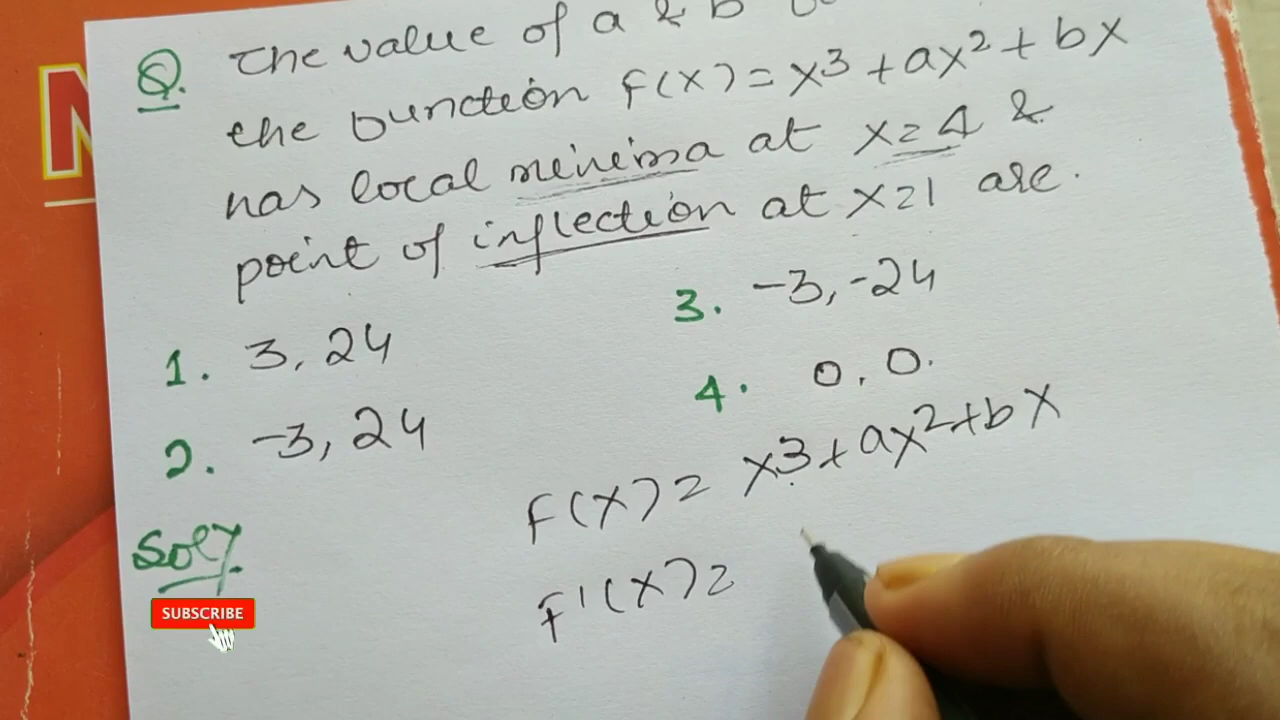 Q. The value of a & b
the function f(x) = x³ + ax² + bx
has local minima at x = 4 &
point of inflection at x = 1 are.
1. 3, 24
3. -3, -24
2. -3, 24
4. 0, 0.
Sol/.
f(x) = x³ + ax² + bx
f'(x) =
SUBSCRIBE
N